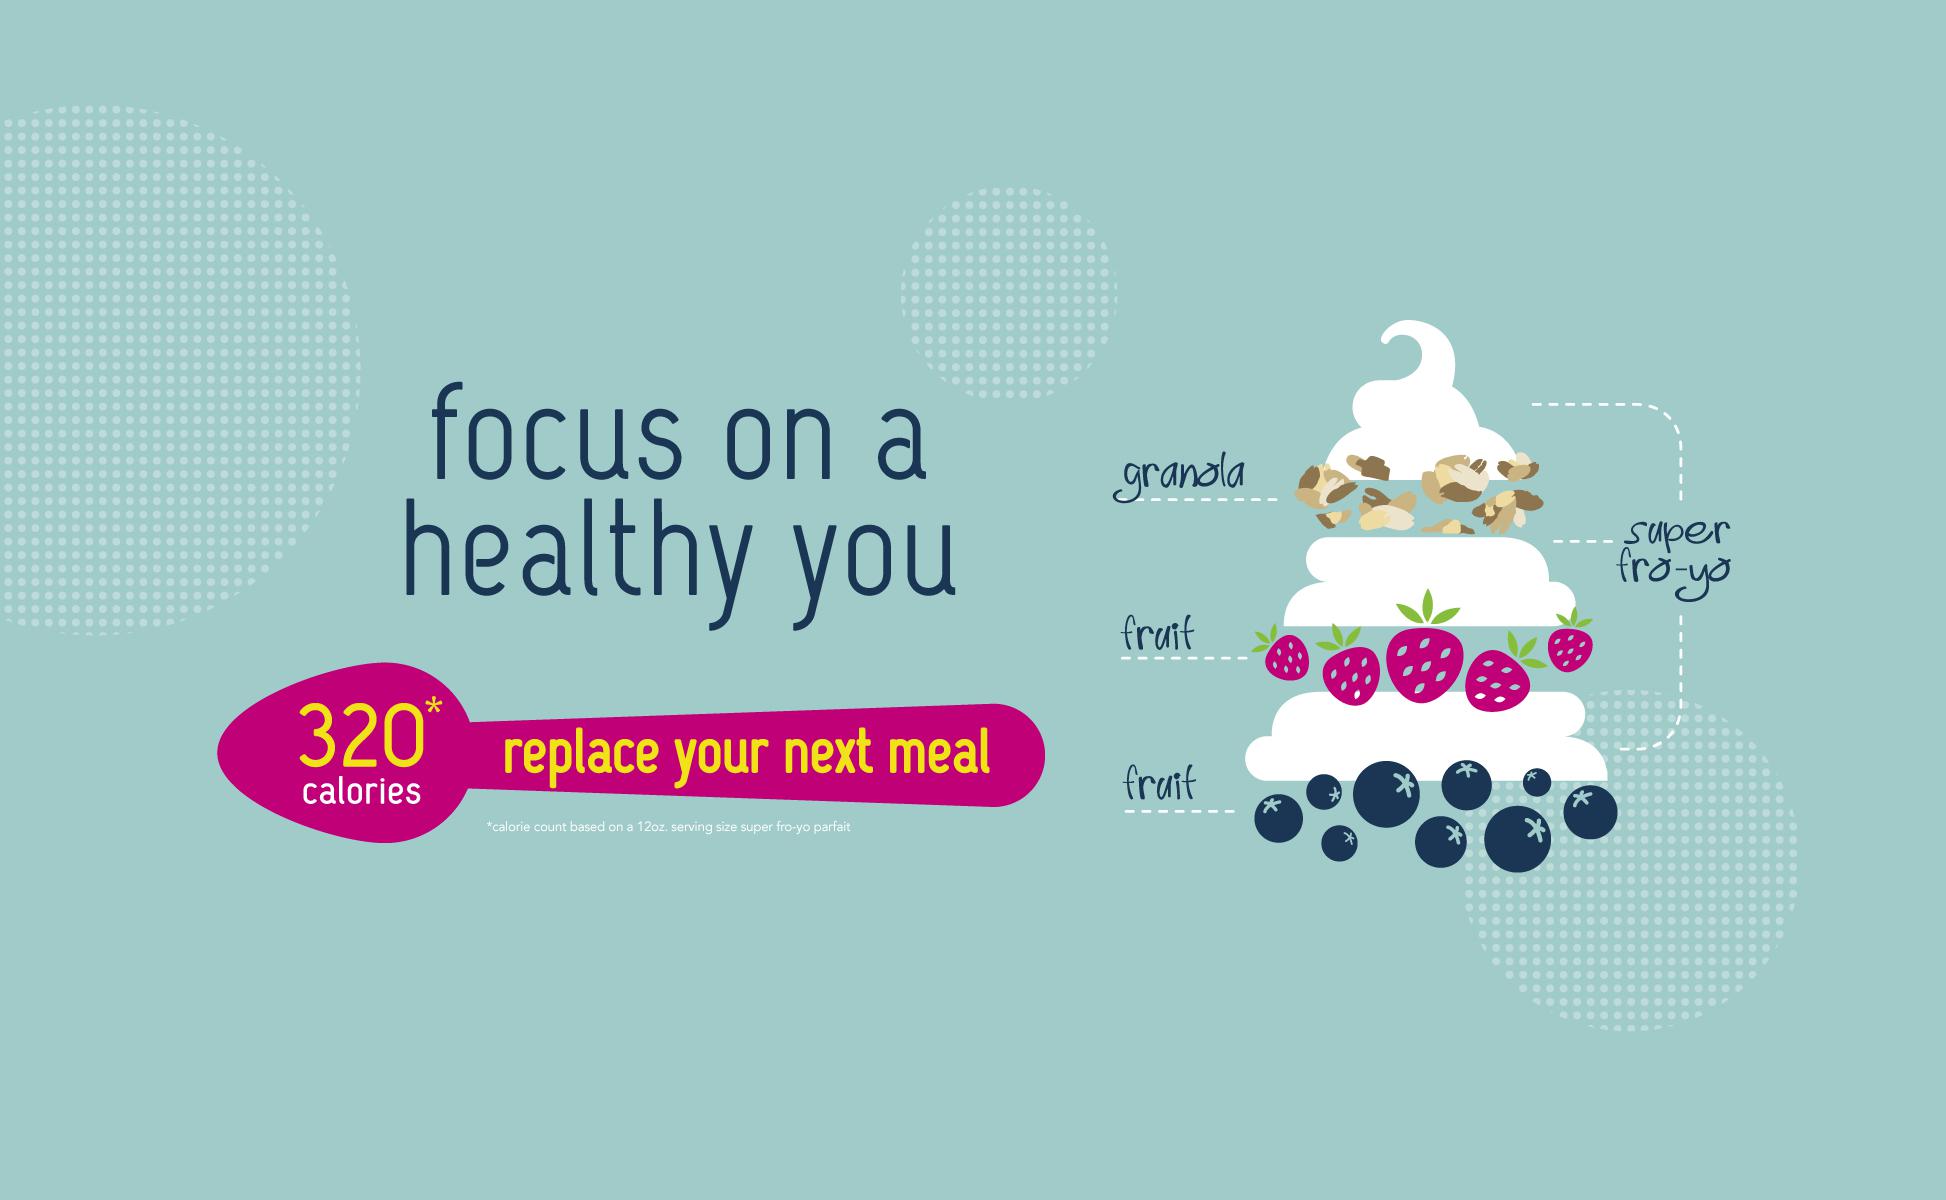 focus on a
healthy you
320*
calories
replace your next meal
*calorie count based on a 12oz. serving size super fro-yo parfait
granola
super
fro-yo
fruit
fruit